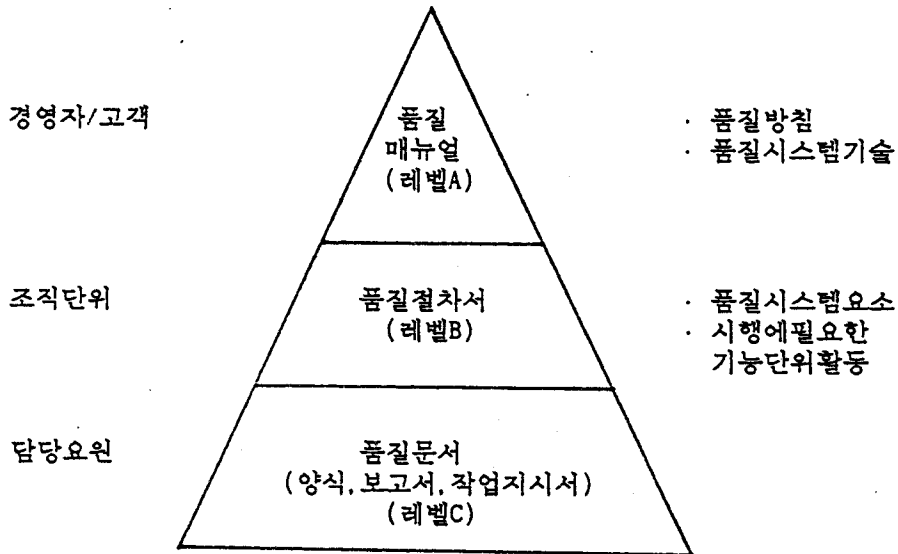 경영자/고객
품질
매뉴얼
(레벨A)
· 품질방침
· 품질시스템기술
조직단위
품질절차서
(레벨B)
· 품질시스템요소
· 시행에필요한
기능단위활동
담당요원
품질문서
(양식,보고서,작업지시서)
(레벨C)